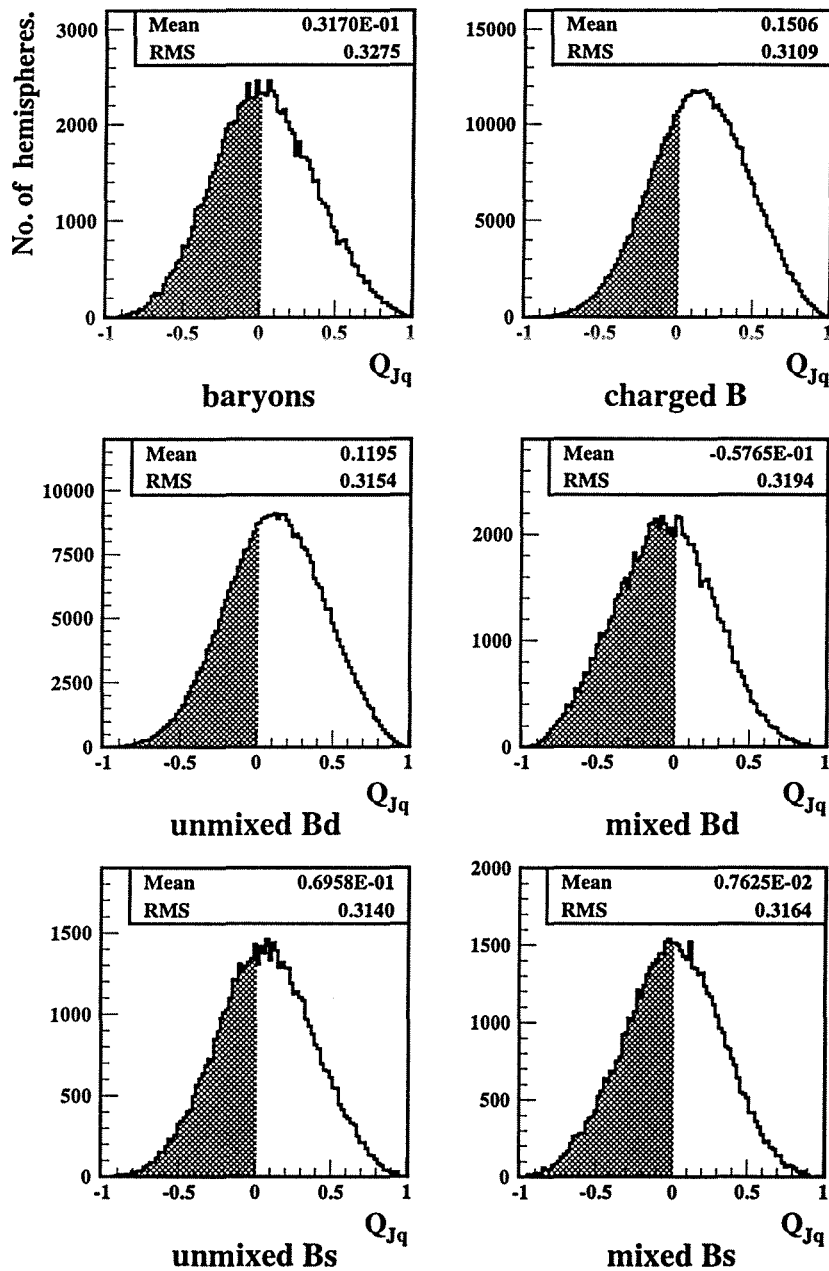 No. of hemispheres.
3000
2000
1000
0
Mean 0.3170E-01
RMS 0.3275
-1 -0.5 0 0.5 1
Q_Jq
baryons
15000
10000
5000
0
Mean 0.1506
RMS 0.3109
-1 -0.5 0 0.5 1
Q_Jq
charged B
10000
7500
5000
2500
0
Mean 0.1195
RMS 0.3154
-1 -0.5 0 0.5 1
Q_Jq
unmixed Bd
2000
1000
0
Mean -0.5765E-01
RMS 0.3194
-1 -0.5 0 0.5 1
Q_Jq
mixed Bd
1500
1000
500
0
Mean 0.6958E-01
RMS 0.3140
-1 -0.5 0 0.5 1
Q_Jq
unmixed Bs
2000
1500
1000
500
0
Mean 0.7625E-02
RMS 0.3164
-1 -0.5 0 0.5 1
Q_Jq
mixed Bs